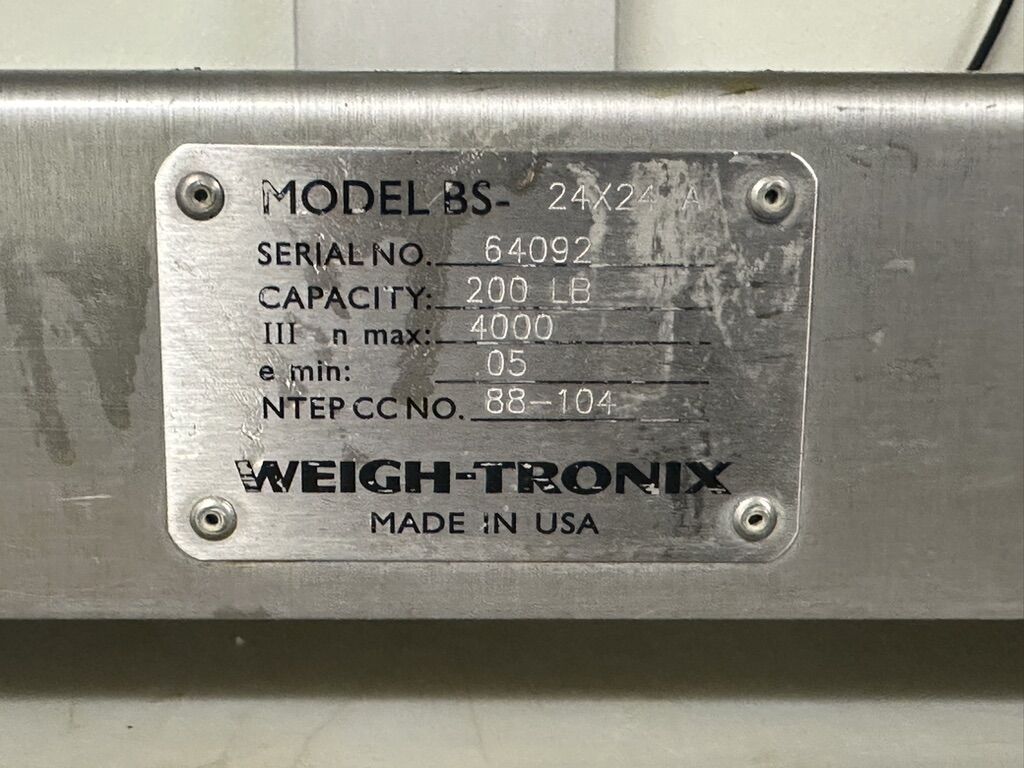 MODEL BS- 24X24 A
SERIAL NO. 64092
CAPACITY: 200 LB
III n max: 4000
e min: 05
NTEP CC NO. 88-104
WEIGH-TRONIX
MADE IN USA